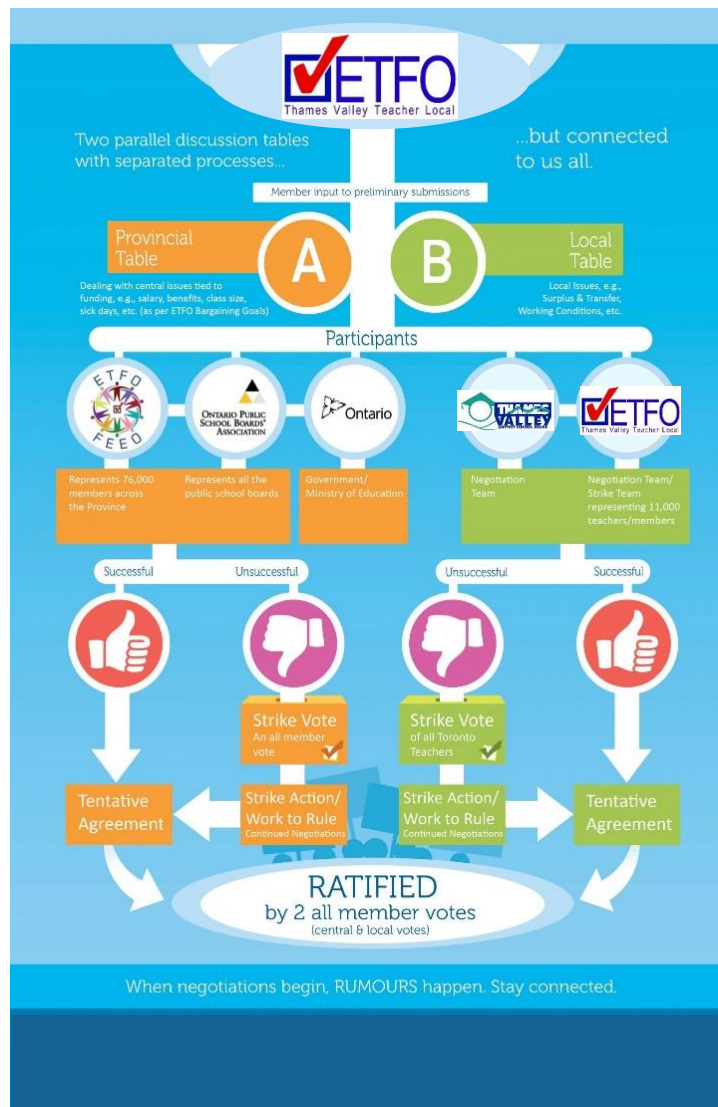 ETFO
Thames Valley Teacher Local
Two parallel discussion tables
with separated processes...
...but connected
to us all.
Member input to preliminary submissions
Provincial
Table
A
B
Local
Table
Dealing with central issues tied to
funding, e.g., salary, benefits, class size,
sick days, etc. (as per ETFO Bargaining Goals)
Local Issues, e.g.,
Surplus & Transfer,
Working Conditions, etc.
Participants
ETFO
FEEO
ONTARIO PUBLIC
SCHOOL BOARDS'
ASSOCIATION
Ontario
THAMES
VALLEY
ETFO
Thames Valley Teacher Local
Represents 76,000
members across
the Province
Represents all the
public school boards
Government/
Ministry of Education
Negotiation
Team
Negotiation Team/
Strike Team
representing 11,000
teachers/members
Successful
Unsuccessful
Unsuccessful
Successful
Strike Vote
An all member
vote
Strike Vote
of all Toronto
Teachers
Tentative
Agreement
Strike Action/
Work to Rule
Continued Negotiations
Strike Action/
Work to Rule
Continued Negotiations
Tentative
Agreement
RATIFIED
by 2 all member votes
(central & local votes)
When negotiations begin, RUMOURS happen. Stay connected.